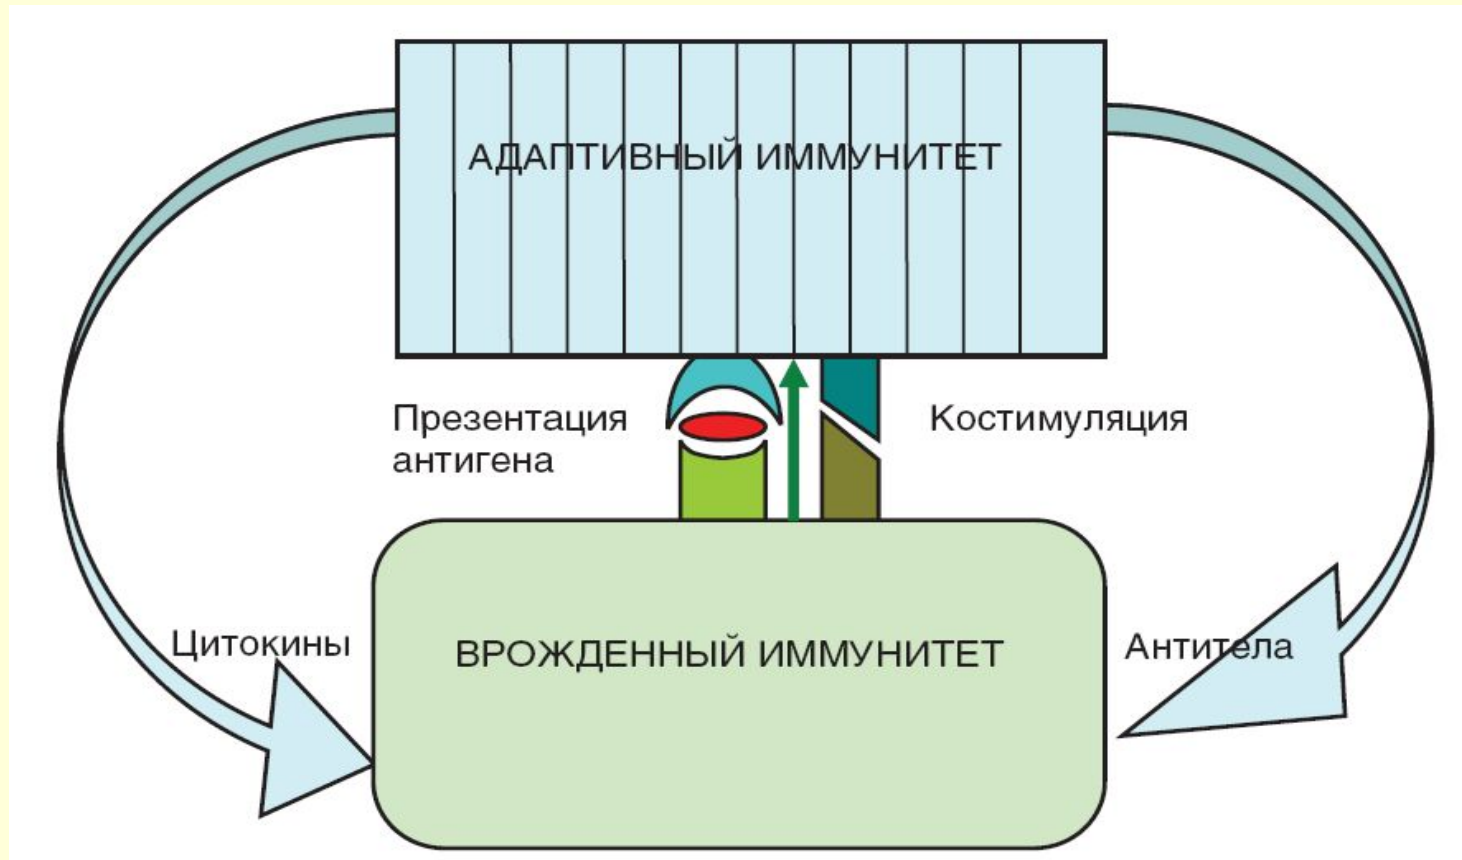 АДАПТИВНЫЙ ИММУНИТЕТ
Презентация
антигена
Костимуляция
Цитокины
ВРОЖДЕННЫЙ ИММУНИТЕТ
Антитела